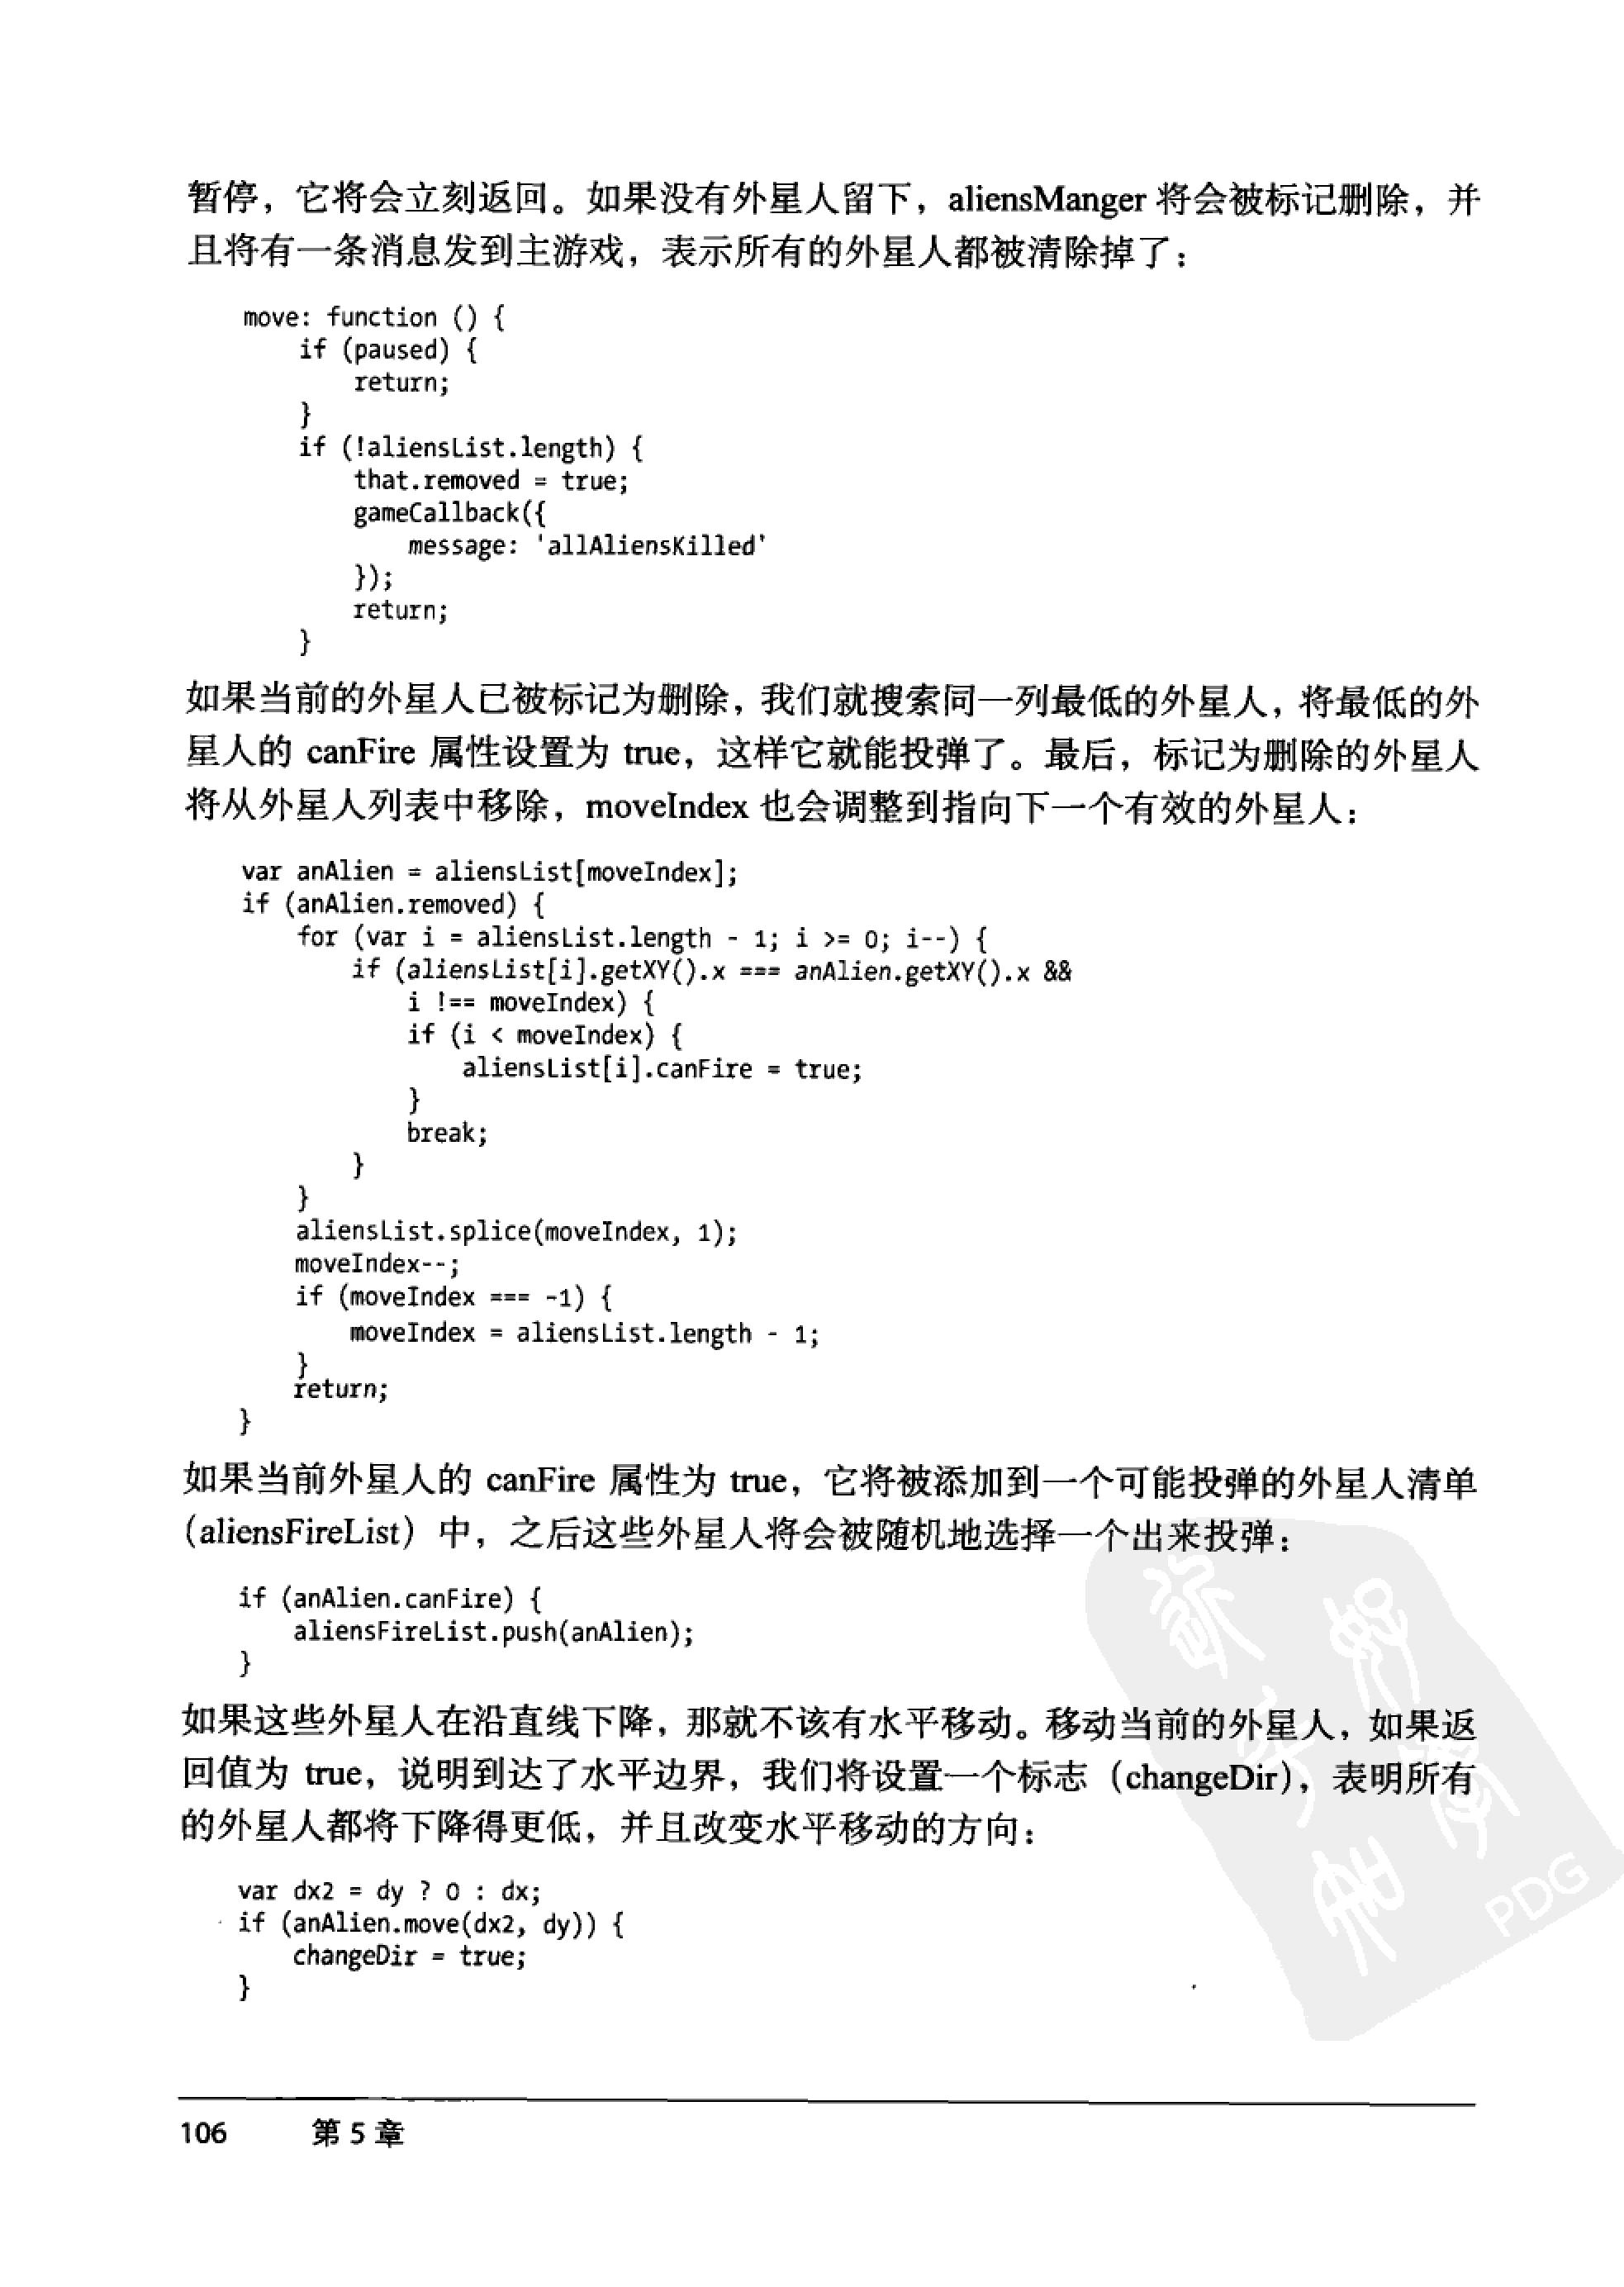 暂停，它将会立刻返回。如果没有外星人留下，aliensManger 将会被标记删除，并
且将有一条消息发到主游戏，表示所有的外星人都被清除掉了：
move: function () {
    if (paused) {
        return;
    }
    if (!aliensList.length) {
        that.removed = true;
        gameCallback({
            message: 'allAliensKilled'
        });
        return;
    }
如果当前的外星人已被标记为删除，我们就搜索同一列最低的外星人，将最低的外
星人的 canFire 属性设置为 true，这样它就能投弹了。最后，标记为删除的外星人
将从外星人列表中移除，moveIndex 也会调整到指向下一个有效的外星人：
var anAlien = aliensList[moveIndex];
if (anAlien.removed) {
    for (var i = aliensList.length - 1; i >= 0; i--) {
        if (aliensList[i].getXY().x === anAlien.getXY().x &&
            i !== moveIndex) {
            if (i < moveIndex) {
                aliensList[i].canFire = true;
            }
            break;
        }
    }
    aliensList.splice(moveIndex, 1);
    moveIndex--;
    if (moveIndex === -1) {
        moveIndex = aliensList.length - 1;
    }
    return;
}
如果当前外星人的 canFire 属性为 true，它将被添加到一个可能投弹的外星人清单
（aliensFireList）中，之后这些外星人将会被随机地选择一个出来投弹：
if (anAlien.canFire) {
    aliensFireList.push(anAlien);
}
如果这些外星人在沿直线下降，那就不该有水平移动。移动当前的外星人，如果返
回值为 true，说明到达了水平边界，我们将设置一个标志（changeDir），表明所有
的外星人都将下降得更低，并且改变水平移动的方向：
var dx2 = dy ? 0 : dx;
if (anAlien.move(dx2, dy)) {
    changeDir = true;
}
PDG
106 第 5 章